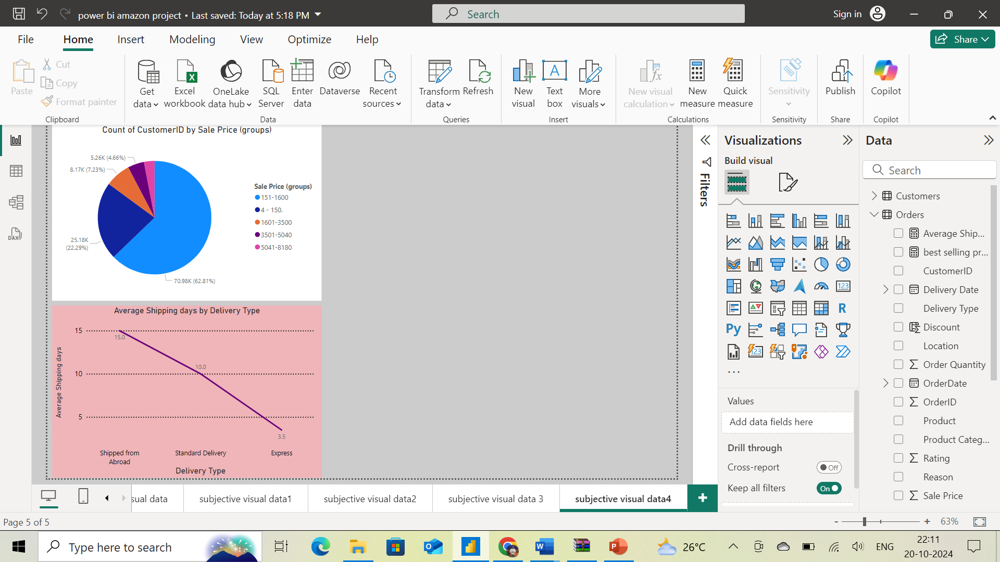 power bi amazon project • Last saved: Today at 5:18 PM
Search
Sign in
File
Home
Insert
Modeling
View
Optimize
Help
Share
Paste
Cut
Copy
Format painter
Clipboard
Get data
Excel workbook
OneLake data hub
SQL Server
Enter data
Dataverse
Recent sources
Data
Transform data
Refresh
Queries
New visual
Text box
More visuals
Insert
New visual calculation
New measure
Quick measure
Calculations
Sensitivity
Sensitivity
Publish
Share
Copilot
Copilot
Count of CustomerID by Sale Price (groups)
5.26K (4.66%)
8.17K (7.23%)
25.18K
(22.29%)
70.98K (62.81%)
Sale Price (groups)
151-1600
4 - 150.
1601-3500
3501-5040
5041-8180
Average Shipping days by Delivery Type
Average Shipping days
15
10
5
15.0
10.0
3.5
Shipped from Abroad
Standard Delivery
Express
Delivery Type
Filters
Visualizations
Build visual
123
R
Py
123
Values
Add data fields here
Drill through
Cross-report
Off
Keep all filters
On
Data
Search
Customers
Orders
Average Ship...
best selling pr...
CustomerID
Delivery Date
Delivery Type
Discount
Location
Order Quantity
OrderDate
OrderID
Product
Product Categ...
Rating
Reason
Sale Price
DAX
sual data
subjective visual data1
subjective visual data2
subjective visual data 3
subjective visual data4
Page 5 of 5
63%
Type here to search
26°C
ENG
22:11
20-10-2024